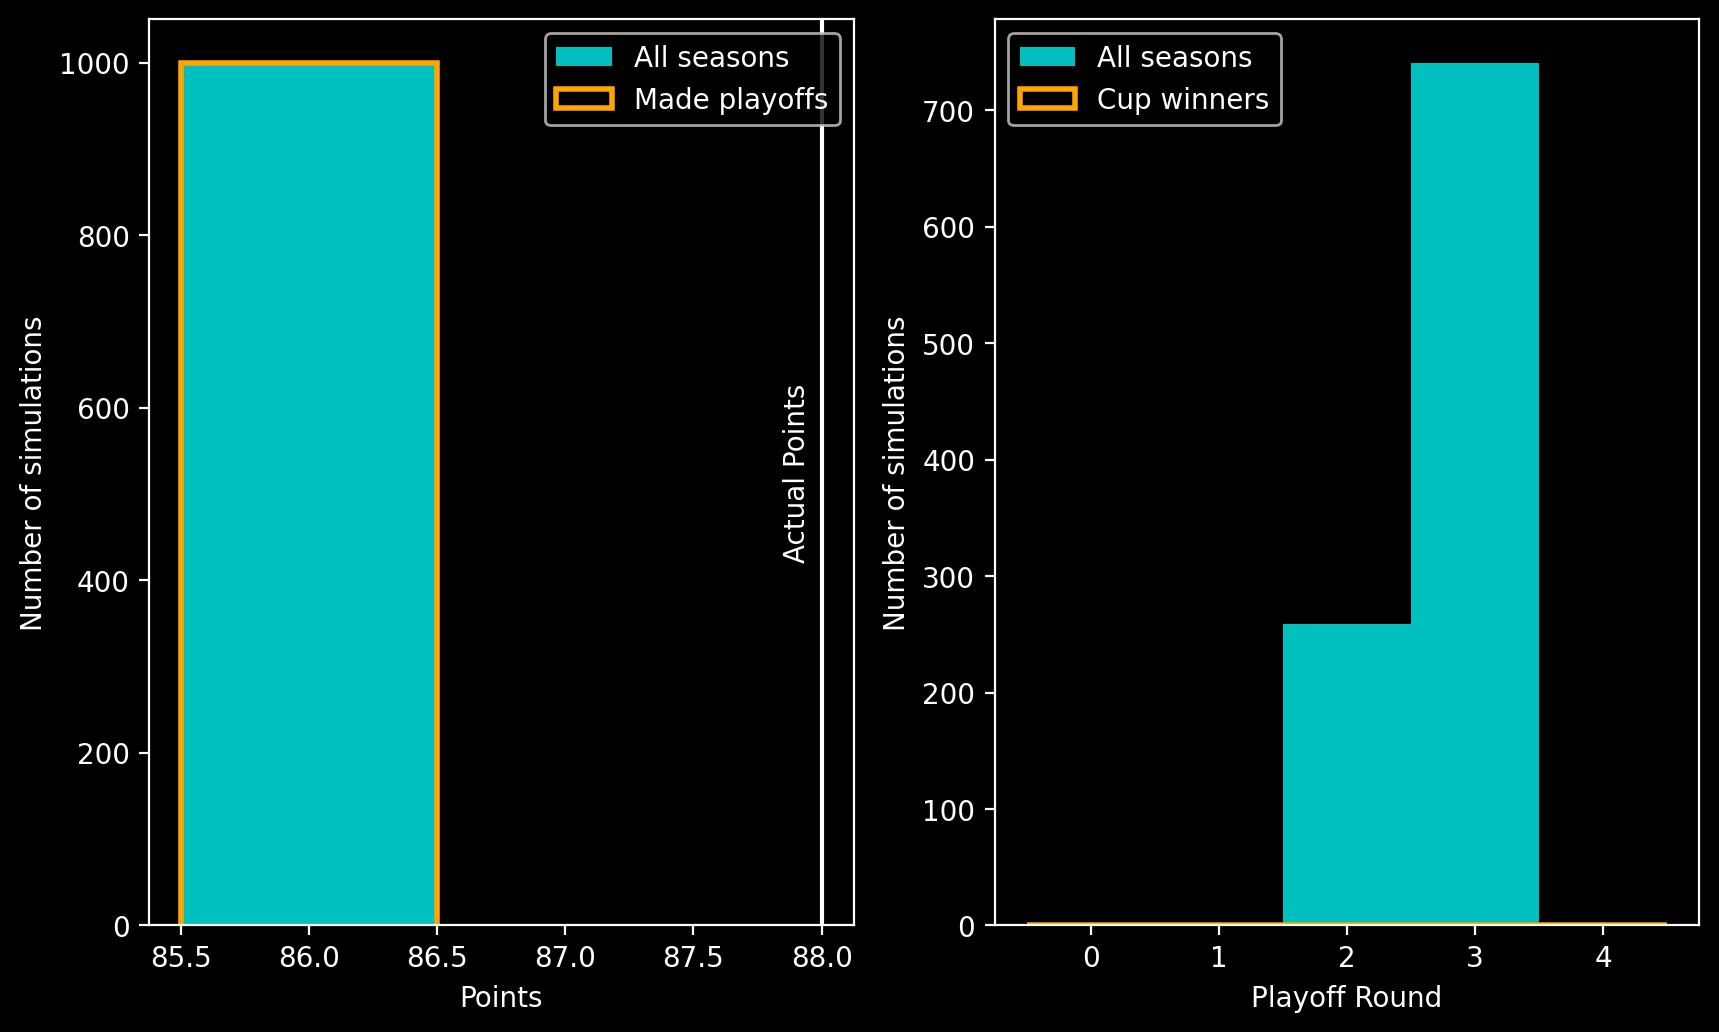 All seasons
Made playoffs
Number of simulations
1000
800
600
400
200
0
Actual Points
85.5 86.0 86.5 87.0 87.5 88.0
Points
All seasons
Cup winners
Number of simulations
700
600
500
400
300
200
100
0
0 1 2 3 4
Playoff Round